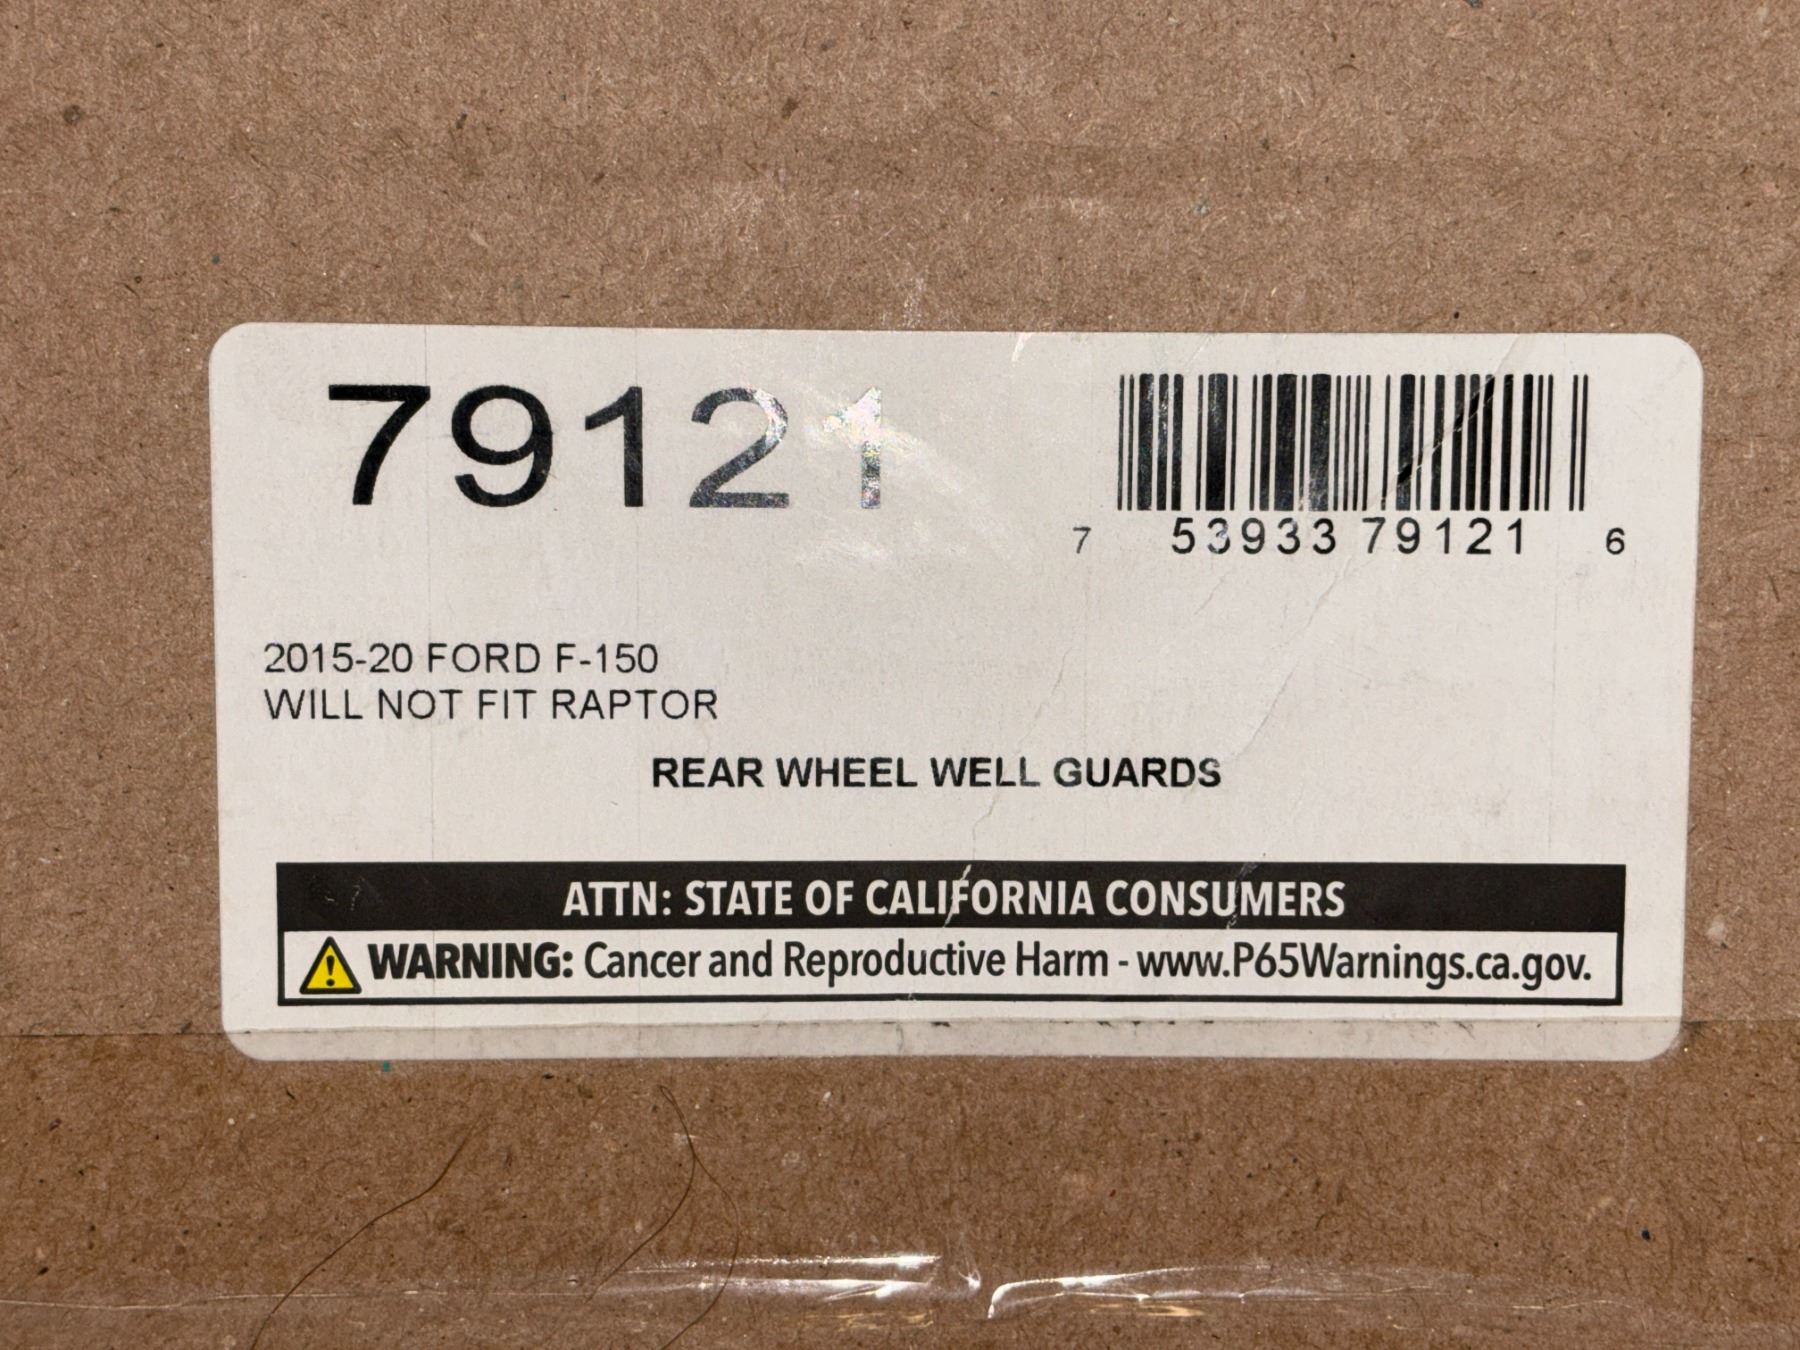 79121
7 53933 79121 6
2015-20 FORD F-150
WILL NOT FIT RAPTOR
REAR WHEEL WELL GUARDS
ATTN: STATE OF CALIFORNIA CONSUMERS
WARNING: Cancer and Reproductive Harm - www.P65Warnings.ca.gov.